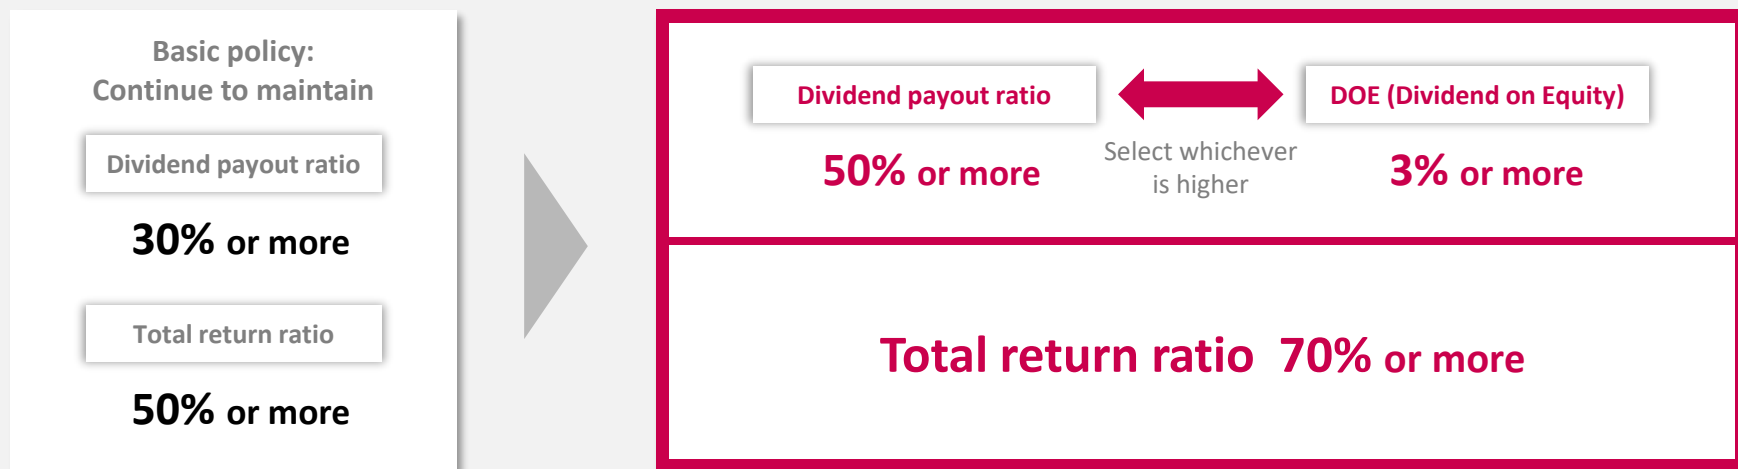 Basic policy:
Continue to maintain
Dividend payout ratio
30% or more
Total return ratio
50% or more
Dividend payout ratio
50% or more
Select whichever
is higher
DOE (Dividend on Equity)
3% or more
Total return ratio 70% or more